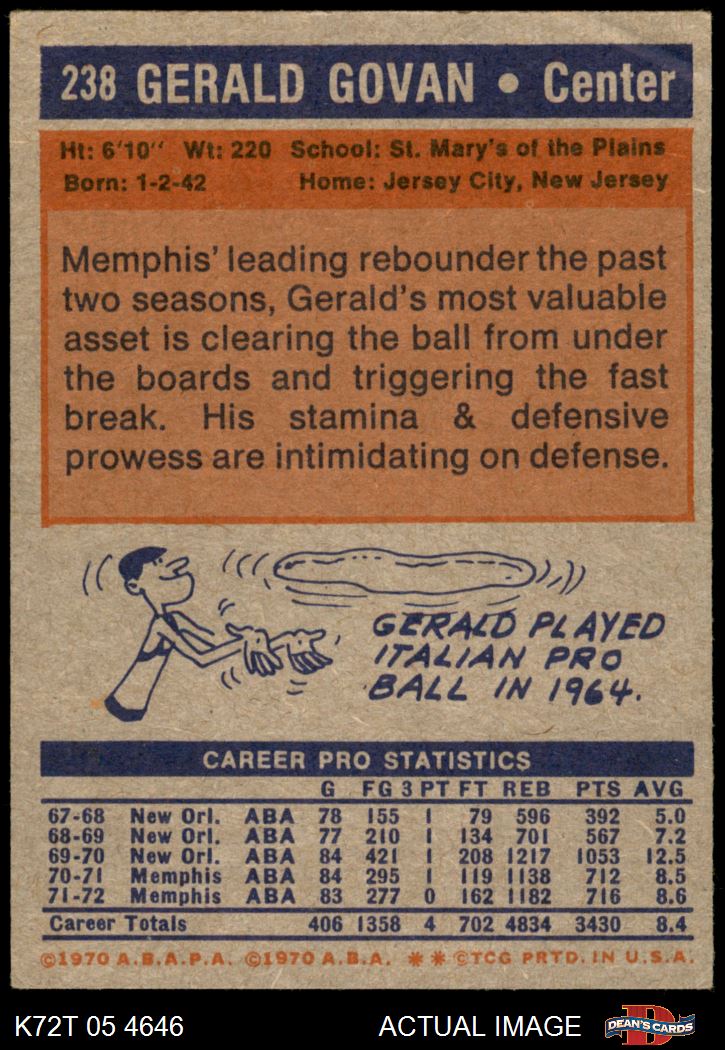 238 GERALD GOVAN • Center
Ht: 6'10" Wt: 220 School: St. Mary's of the Plains
Born: 1-2-42 Home: Jersey City, New Jersey
Memphis' leading rebounder the past
two seasons, Gerald's most valuable
asset is clearing the ball from under
the boards and triggering the fast
break. His stamina & defensive
prowess are intimidating on defense.
GERALD PLAYED
ITALIAN PRO
BALL IN 1964.
CAREER PRO STATISTICS
G FG 3 PT FT REB PTS AVG
67-68 New Orl. ABA 78 155 1 79 596 392 5.0
68-69 New Orl. ABA 77 210 1 134 701 567 7.2
69-70 New Orl. ABA 84 421 1 208 1217 1053 12.5
70-71 Memphis ABA 84 295 1 119 1138 712 8.5
71-72 Memphis ABA 83 277 0 162 1182 716 8.6
Career Totals 406 1358 4 702 4834 3430 8.4
©1970 A.B.A.P.A. ©1970 A.B.A. ** ©TCG PRTD. IN U.S.A.
K72T 05 4646 ACTUAL IMAGE D DEAN'S CARDS